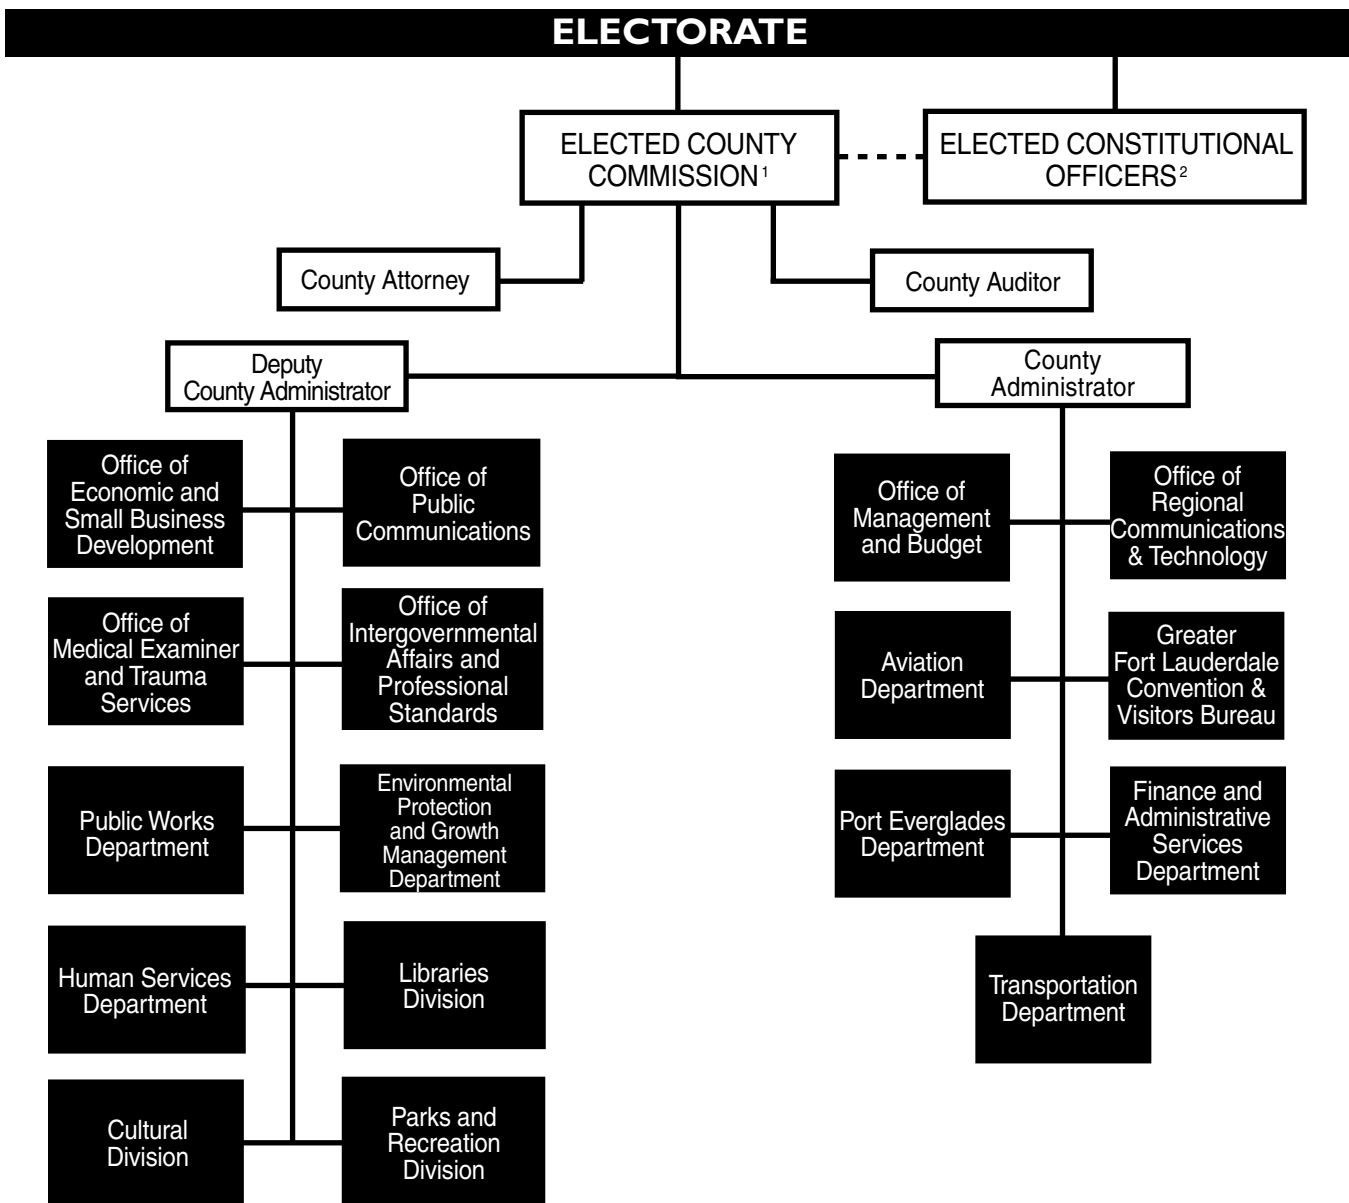 ELECTORATE
ELECTED COUNTY
COMMISSION 1
ELECTED CONSTITUTIONAL
OFFICERS 2
County Attorney
County Auditor
Deputy
County Administrator
County
Administrator
Office of
Economic and
Small Business
Development
Office of
Public
Communications
Office of
Medical Examiner
and Trauma
Services
Office of
Intergovernmental
Affairs and
Professional
Standards
Public Works
Department
Environmental
Protection
and Growth
Management
Department
Human Services
Department
Libraries
Division
Cultural
Division
Parks and
Recreation
Division
Office of
Management
and Budget
Office of
Regional
Communications
& Technology
Aviation
Department
Greater
Fort Lauderdale
Convention &
Visitors Bureau
Port Everglades
Department
Finance and
Administrative
Services
Department
Transportation
Department